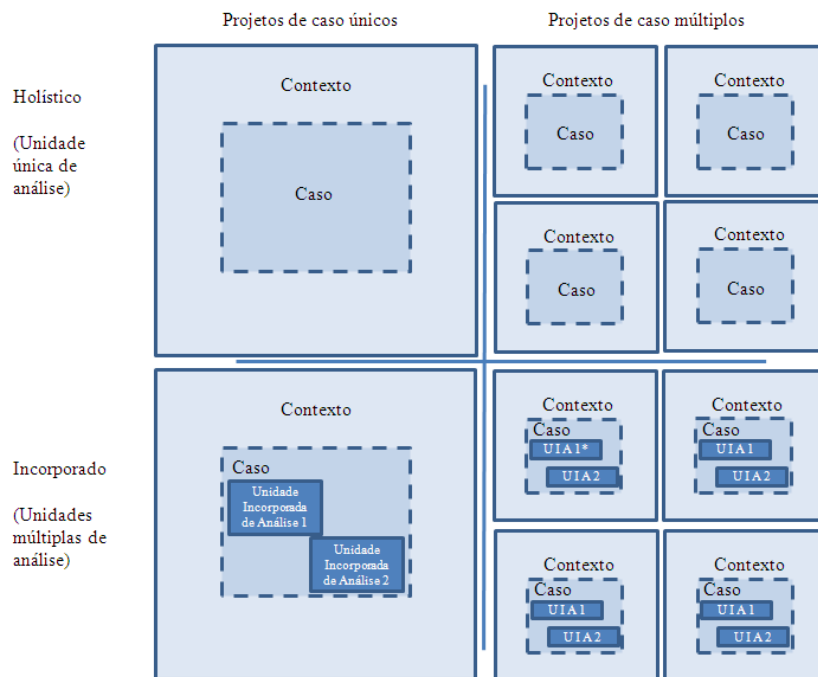 Projetos de caso únicos
Projetos de caso múltiplos
Holístico
(Unidade
única de
análise)
Contexto
Caso
Contexto
Caso
Contexto
Caso
Contexto
Caso
Contexto
Caso
Incorporado
(Unidades
múltiplas de
análise)
Contexto
Caso
Unidade
Incorporada
de Análise 1
Unidade
Incorporada
de Análise 2
Contexto
Caso
UIA1*
UIA2
Contexto
Caso
UIA1
UIA2
Contexto
Caso
UIA1
UIA2
Contexto
Caso
UIA1
UIA2